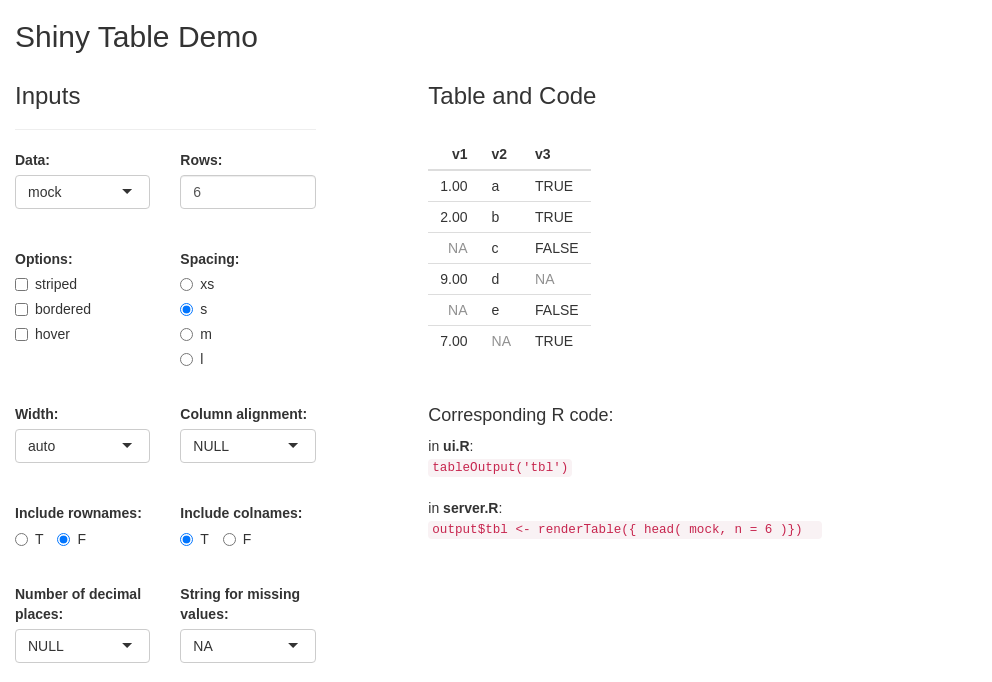 Shiny Table Demo
Inputs
Data: Rows:
mock 6
Options: Spacing:
striped xs
bordered s
hover m
l
Width: Column alignment:
auto NULL
Include rownames: Include colnames:
T F T F
Number of decimal places: String for missing values:
NULL NA
Table and Code
v1 v2 v3
1.00 a TRUE
2.00 b TRUE
NA c FALSE
9.00 d NA
NA e FALSE
7.00 NA TRUE
Corresponding R code:
in ui.R:
tableOutput('tbl')
in server.R:
output$tbl <- renderTable({ head( mock, n = 6 )})